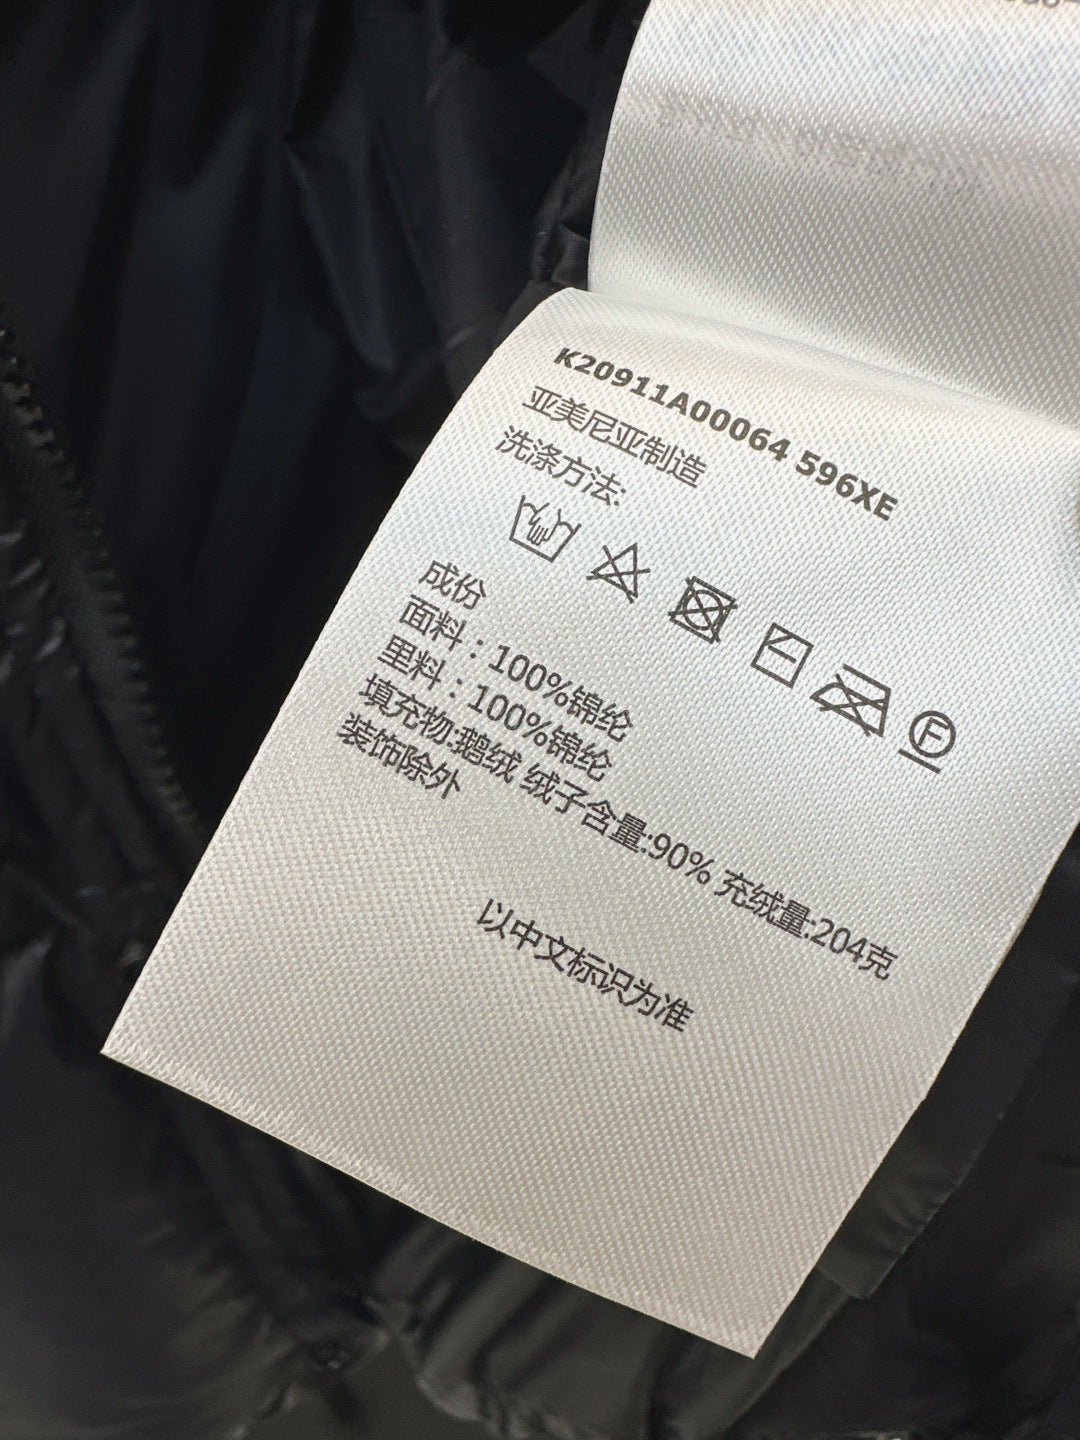 K20911A00064 596XE
亚美尼亚制造
洗涤方法:
成份
面料：100%锦纶
里料：100%锦纶
填充物:鹅绒 绒子含量:90% 充绒量:204克
装饰除外
以中文标识为准